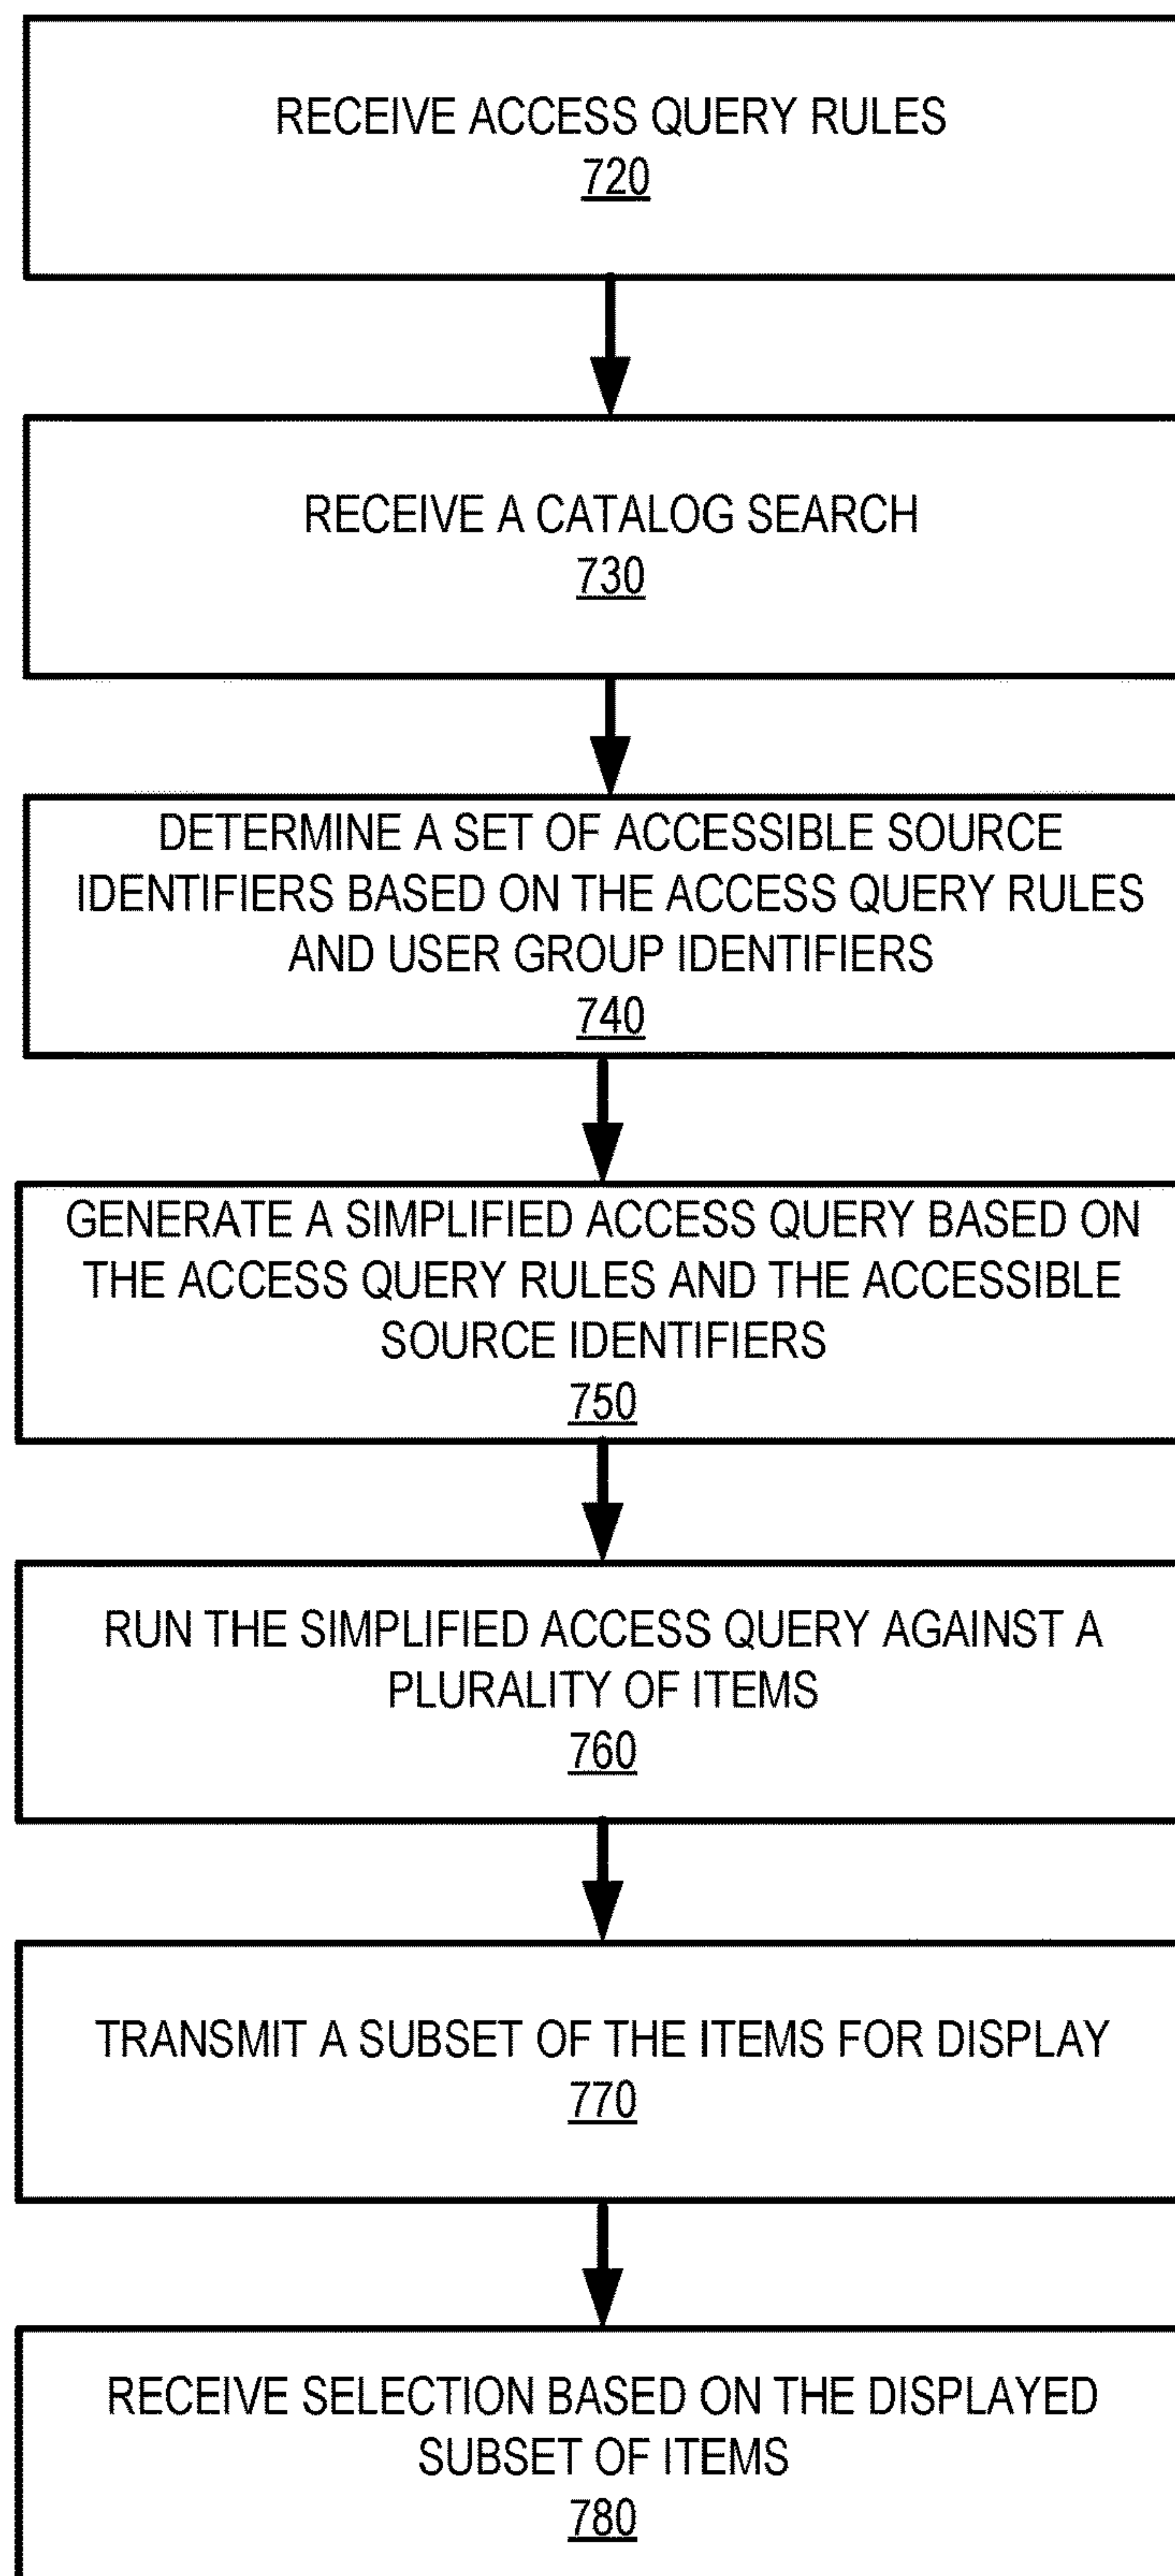 RECEIVE ACCESS QUERY RULES
720
RECEIVE A CATALOG SEARCH
730
DETERMINE A SET OF ACCESSIBLE SOURCE
IDENTIFIERS BASED ON THE ACCESS QUERY RULES
AND USER GROUP IDENTIFIERS
740
GENERATE A SIMPLIFIED ACCESS QUERY BASED ON
THE ACCESS QUERY RULES AND THE ACCESSIBLE
SOURCE IDENTIFIERS
750
RUN THE SIMPLIFIED ACCESS QUERY AGAINST A
PLURALITY OF ITEMS
760
TRANSMIT A SUBSET OF THE ITEMS FOR DISPLAY
770
RECEIVE SELECTION BASED ON THE DISPLAYED
SUBSET OF ITEMS
780